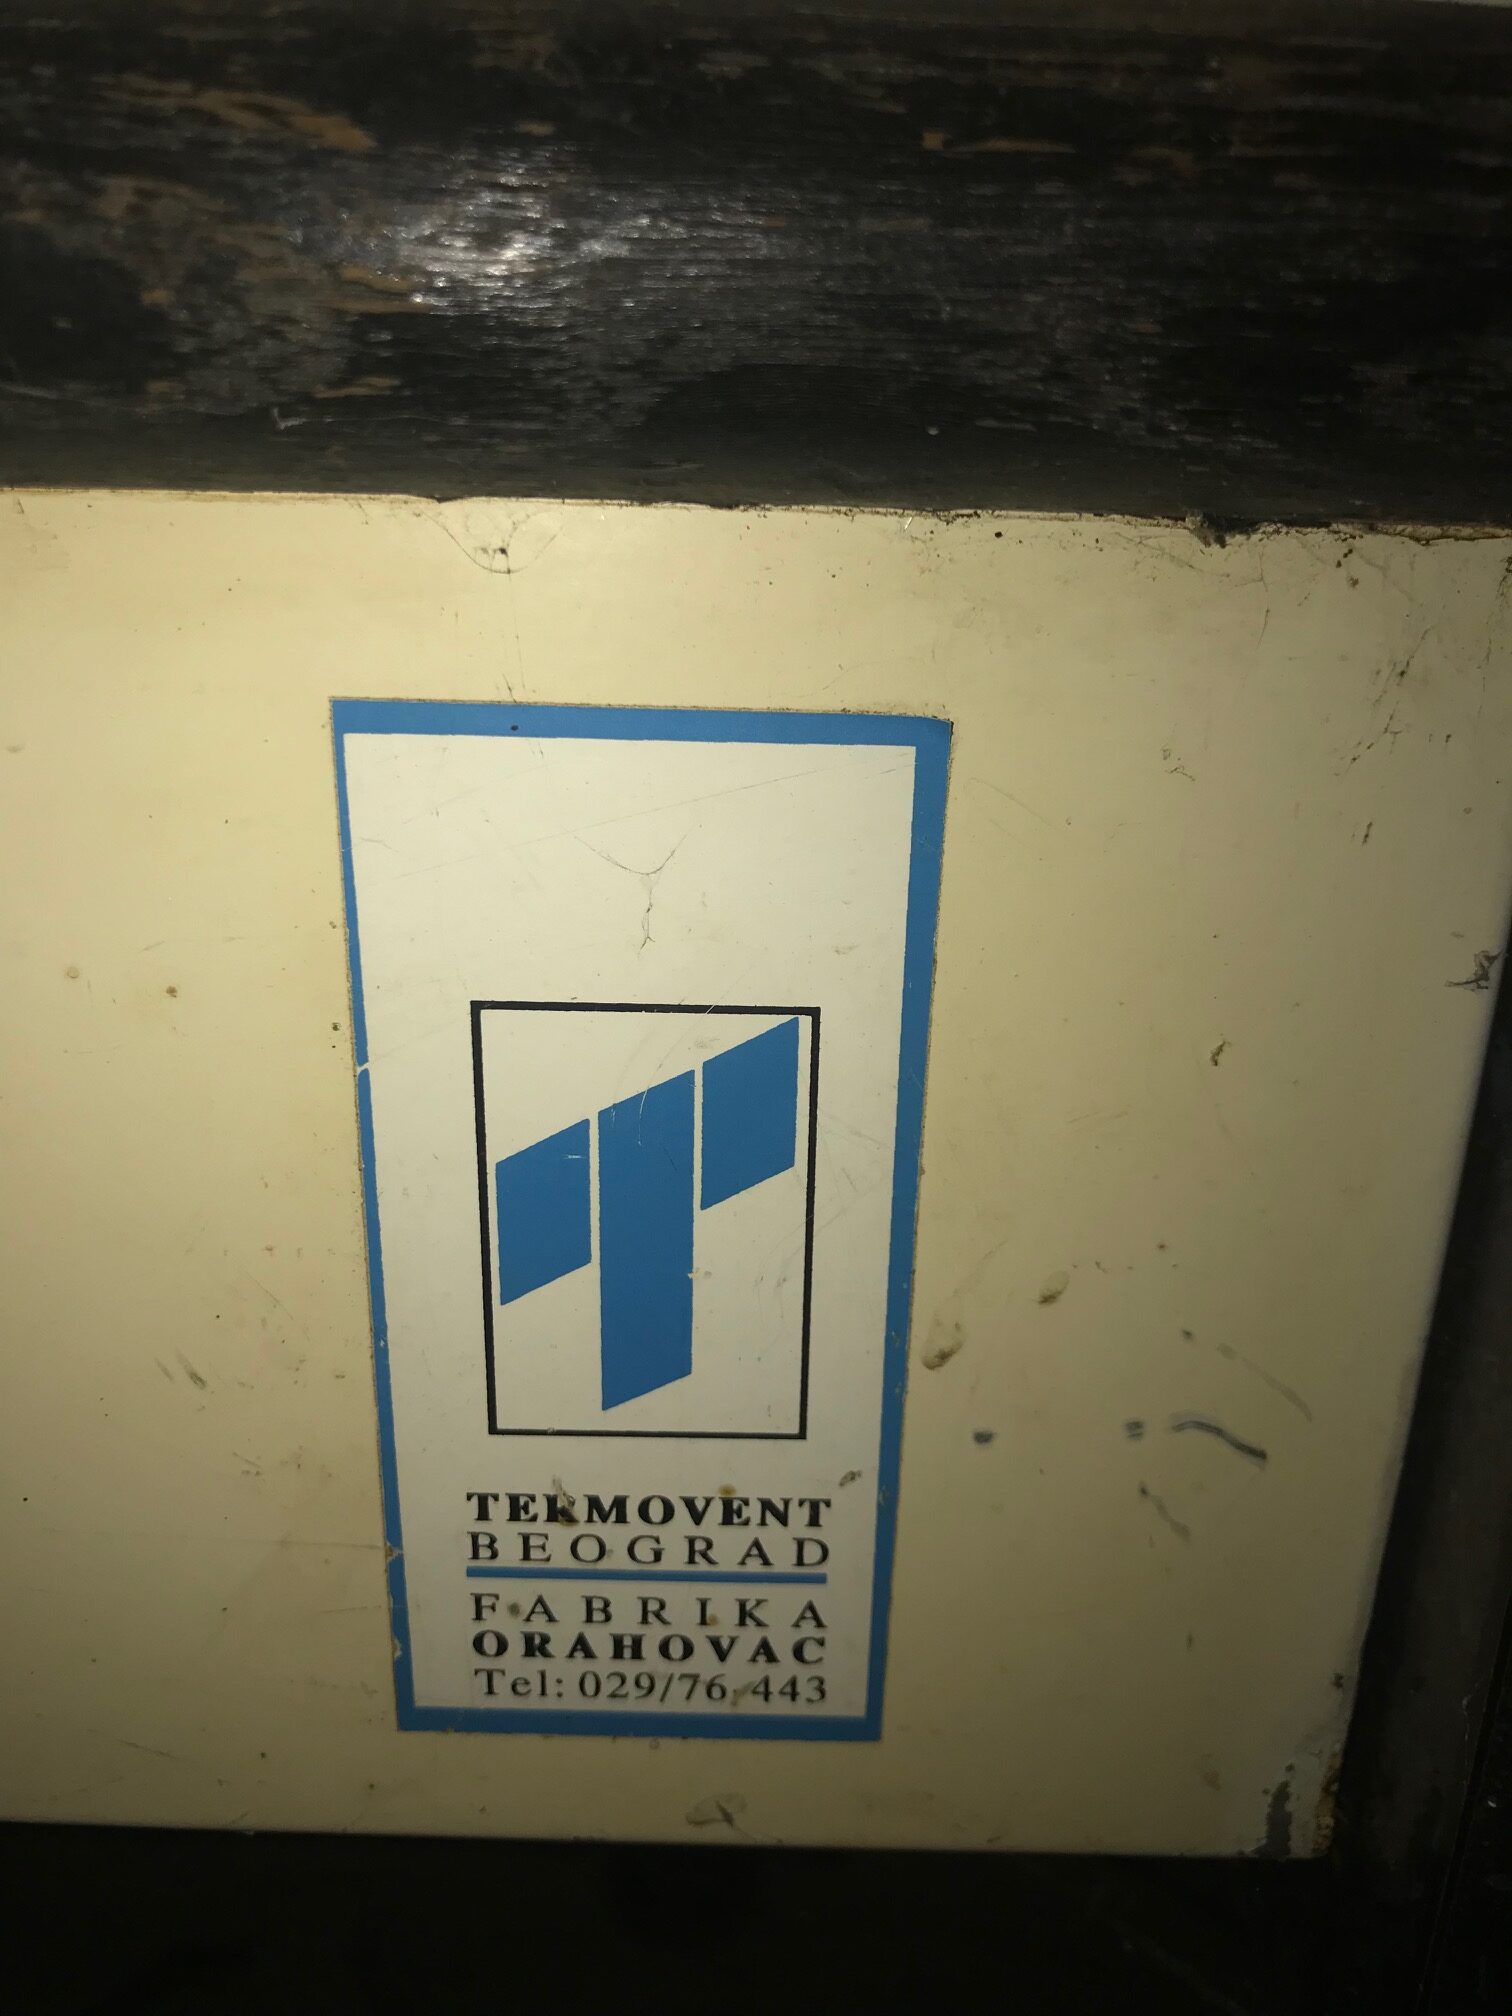 TERMOVENT
BEOGRAD
FABRIKA
ORAHOVAC
Tel: 029/76-443